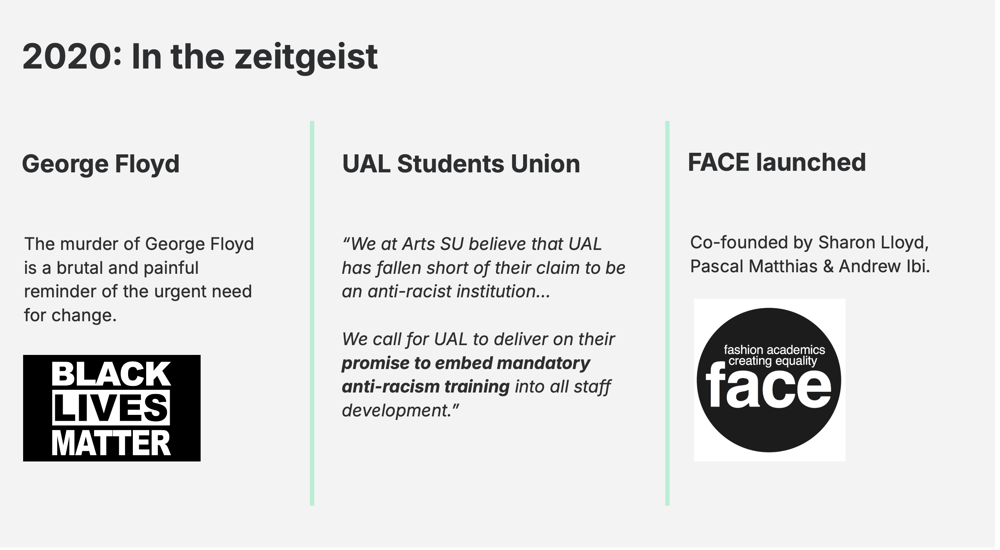 2020: In the zeitgeist
George Floyd
The murder of George Floyd
is a brutal and painful
reminder of the urgent need
for change.
BLACK
LIVES
MATTER
UAL Students Union
“We at Arts SU believe that UAL
has fallen short of their claim to be
an anti-racist institution...
We call for UAL to deliver on their
promise to embed mandatory
anti-racism training into all staff
development.”
FACE launched
Co-founded by Sharon Lloyd,
Pascal Matthias & Andrew Ibi.
fashion academics
creating equality
face